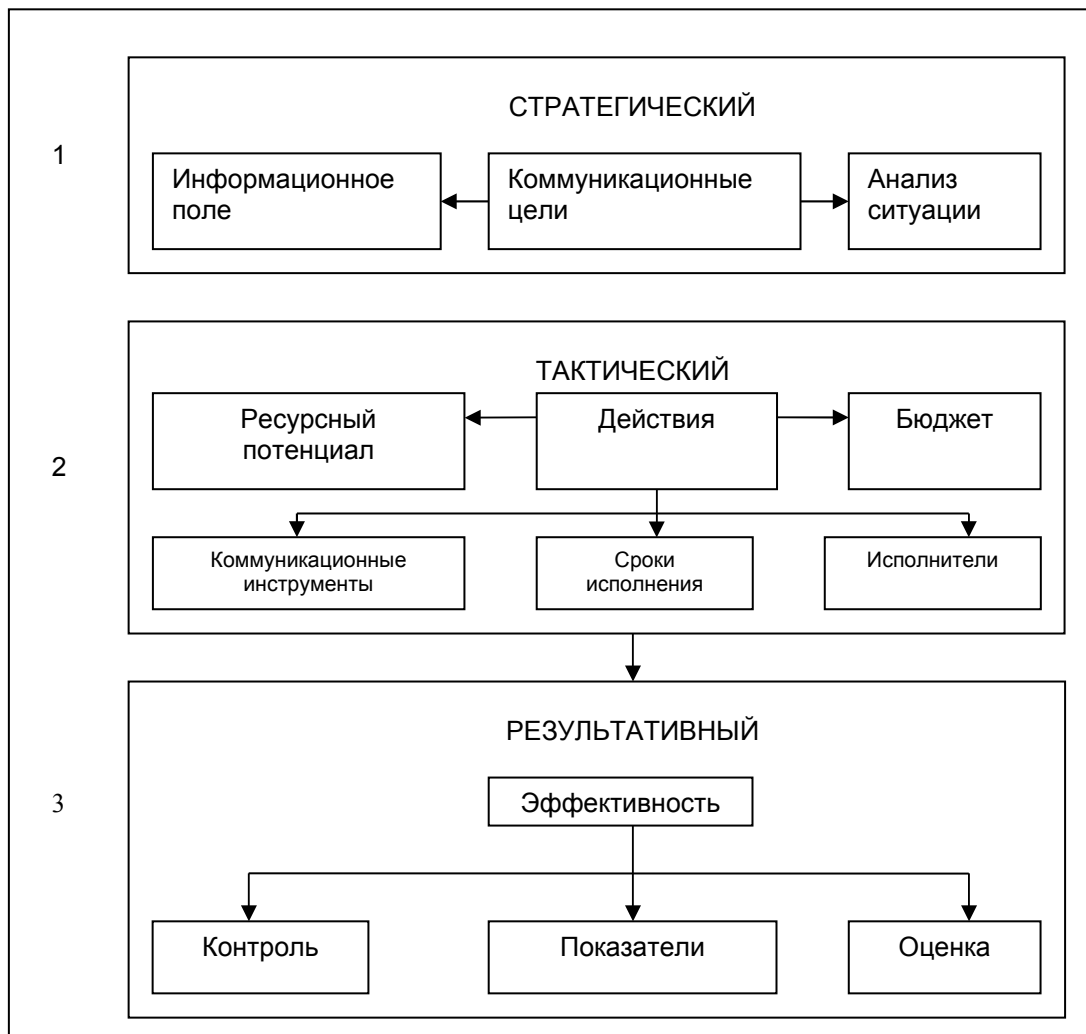 СТРАТЕГИЧЕСКИЙ
1
Информационное
поле
Коммуникационные
цели
Анализ
ситуации
ТАКТИЧЕСКИЙ
2
Ресурсный
потенциал
Действия
Бюджет
Коммуникационные
инструменты
Сроки
исполнения
Исполнители
РЕЗУЛЬТАТИВНЫЙ
3
Эффективность
Контроль
Показатели
Оценка